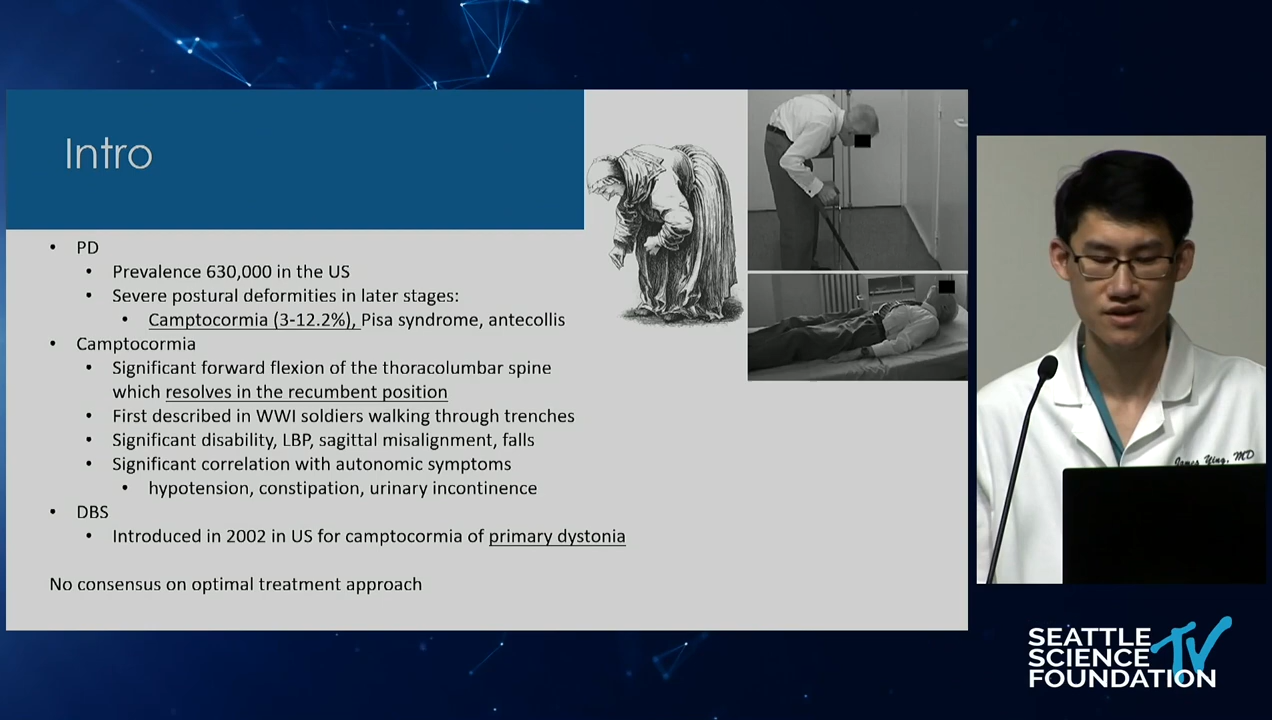 Intro
• PD
• Prevalence 630,000 in the US
• Severe postural deformities in later stages:
• Camptocormia (3-12.2%), Pisa syndrome, antecollis
• Camptocormia
• Significant forward flexion of the thoracolumbar spine
which resolves in the recumbent position
• First described in WWI soldiers walking through trenches
• Significant disability, LBP, sagittal misalignment, falls
• Significant correlation with autonomic symptoms
• hypotension, constipation, urinary incontinence
• DBS
• Introduced in 2002 in US for camptocormia of primary dystonia
No consensus on optimal treatment approach
James Ying, MD
SEATTLE
SCIENCE TV
FOUNDATION